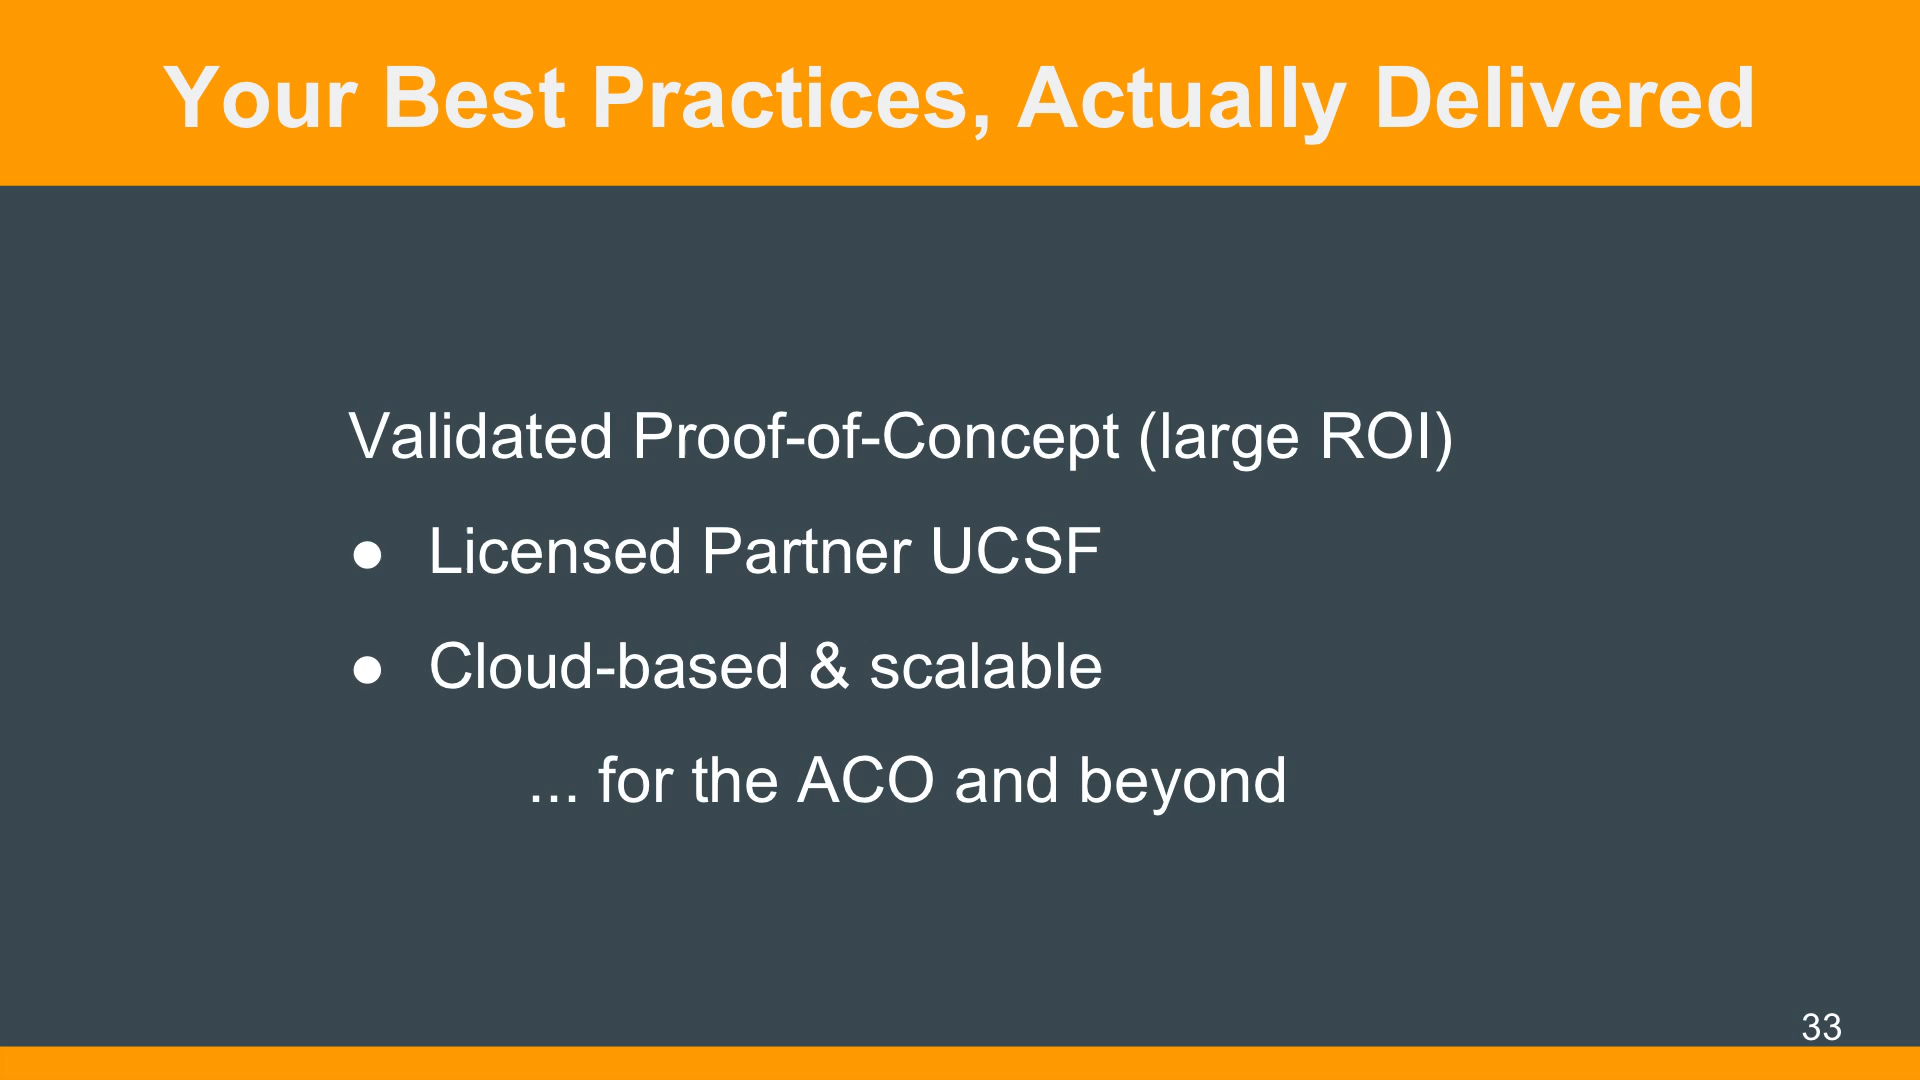 Your Best Practices, Actually Delivered
Validated Proof-of-Concept (large ROI)
● Licensed Partner UCSF
● Cloud-based & scalable
... for the ACO and beyond
33